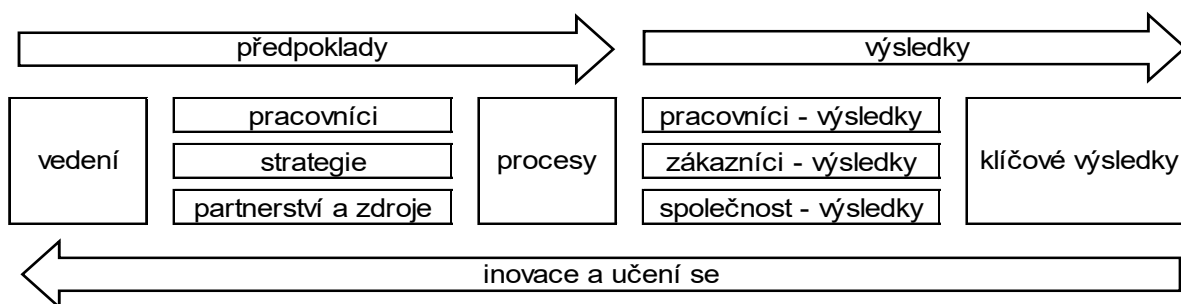 předpoklady
výsledky
vedení
pracovníci
strategie
partnerství a zdroje
procesy
pracovníci - výsledky
zákazníci - výsledky
společnost - výsledky
klíčové výsledky
inovace a učení se